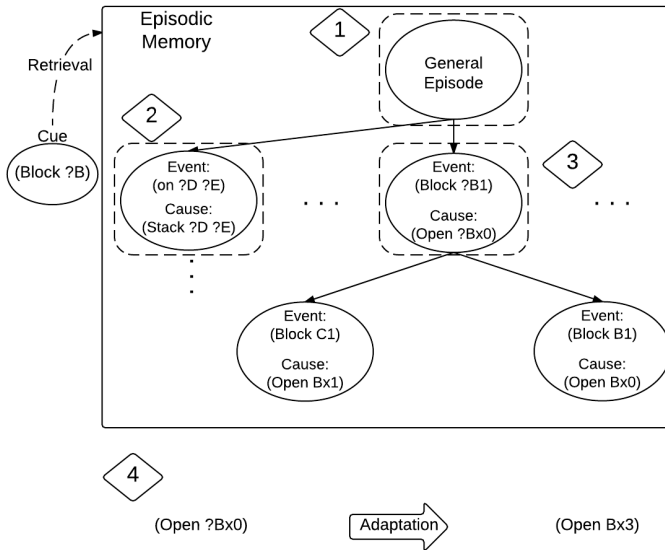 Episodic
Memory
1
General
Episode
Retrieval
2
Cue
(Block ?B)
Event:
(on ?D ?E)
Cause:
(Stack ?D ?E)
. . .
Event:
(Block ?B1)
Cause:
(Open ?Bx0)
3
. . .
Event:
(Block C1)
Cause:
(Open Bx1)
Event:
(Block B1)
Cause:
(Open Bx0)
4
(Open ?Bx0)
Adaptation
(Open Bx3)